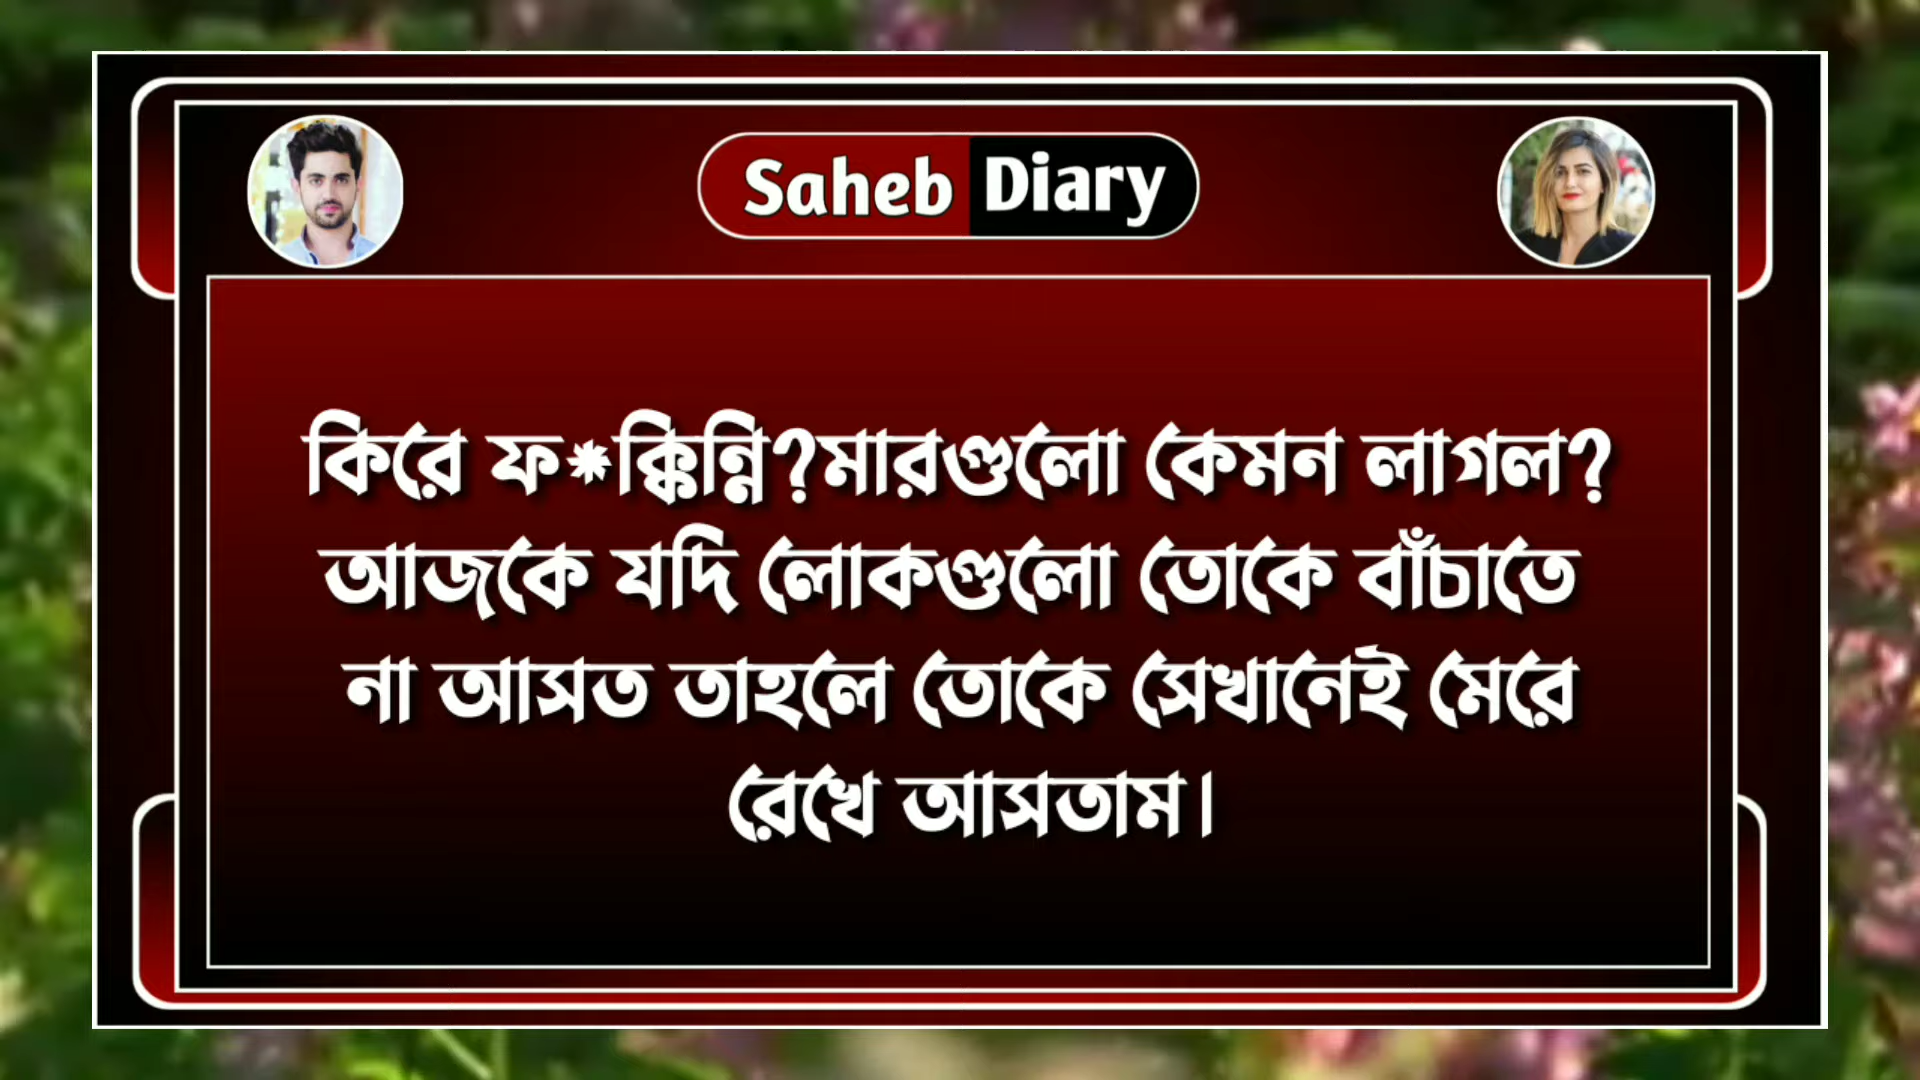 Saheb Diary
কিরে ফ*ক্কিন্নি?মারগুলো কেমন লাগল?
আজকে যদি লোকগুলো তোকে বাঁচাতে
না আসত তাহলে তোকে সেখানেই মেরে
রেখে আসতাম।